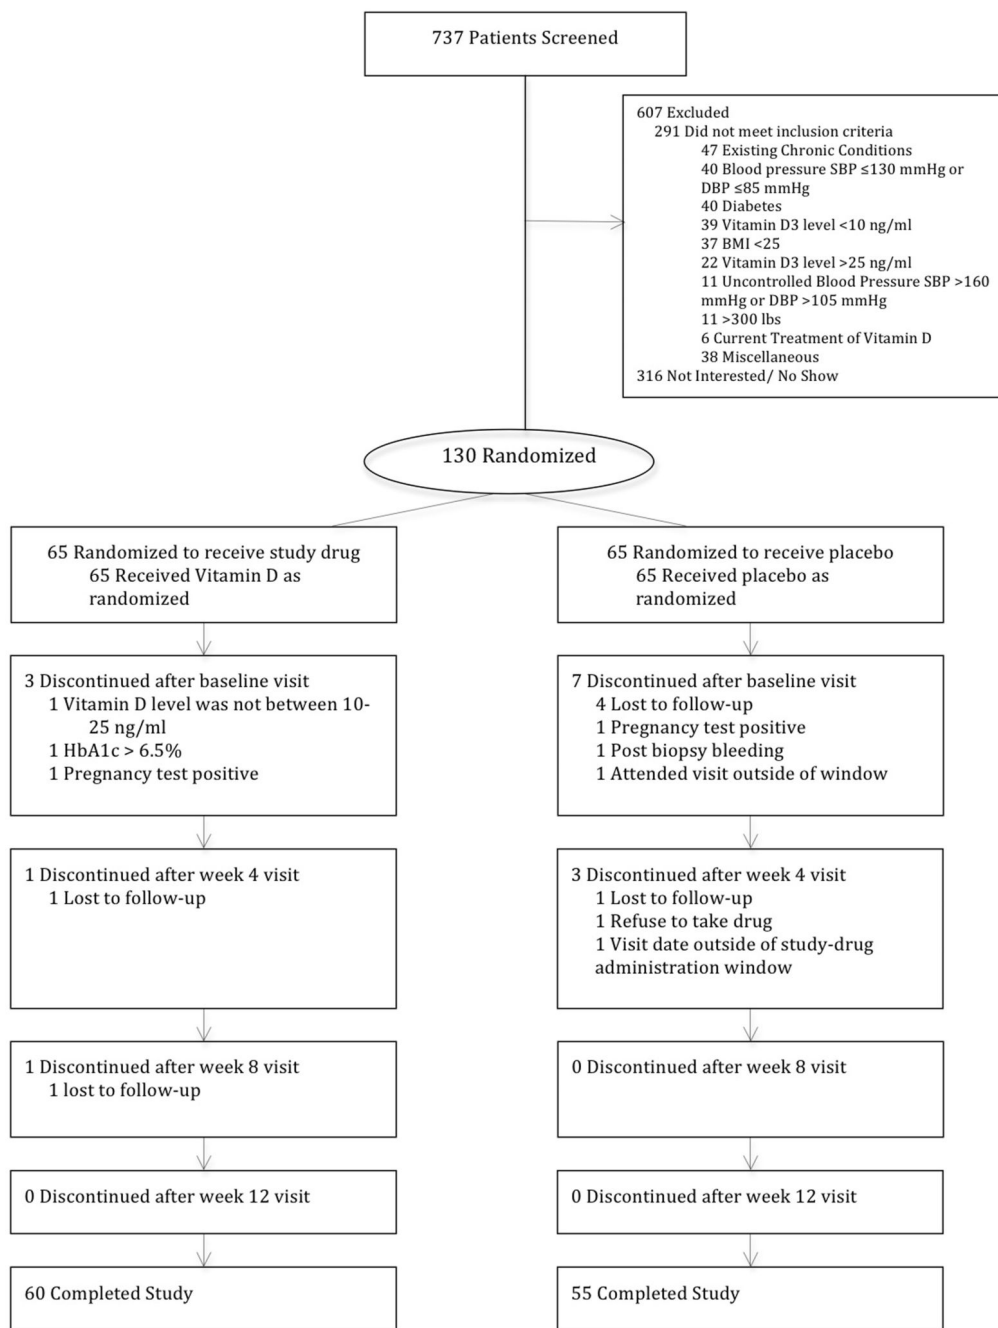 737 Patients Screened
607 Excluded
291 Did not meet inclusion criteria
47 Existing Chronic Conditions
40 Blood pressure SBP ≤130 mmHg or
DBP ≤85 mmHg
40 Diabetes
39 Vitamin D3 level <10 ng/ml
37 BMI <25
22 Vitamin D3 level >25 ng/ml
11 Uncontrolled Blood Pressure SBP >160
mmHg or DBP >105 mmHg
11 >300 lbs
6 Current Treatment of Vitamin D
38 Miscellaneous
316 Not Interested/ No Show
130 Randomized
65 Randomized to receive study drug
65 Received Vitamin D as
randomized
65 Randomized to receive placebo
65 Received placebo as
randomized
3 Discontinued after baseline visit
1 Vitamin D level was not between 10-
25 ng/ml
1 HbA1c > 6.5%
1 Pregnancy test positive
7 Discontinued after baseline visit
4 Lost to follow-up
1 Pregnancy test positive
1 Post biopsy bleeding
1 Attended visit outside of window
1 Discontinued after week 4 visit
1 Lost to follow-up
3 Discontinued after week 4 visit
1 Lost to follow-up
1 Refuse to take drug
1 Visit date outside of study-drug
administration window
1 Discontinued after week 8 visit
1 lost to follow-up
0 Discontinued after week 8 visit
0 Discontinued after week 12 visit
0 Discontinued after week 12 visit
60 Completed Study
55 Completed Study